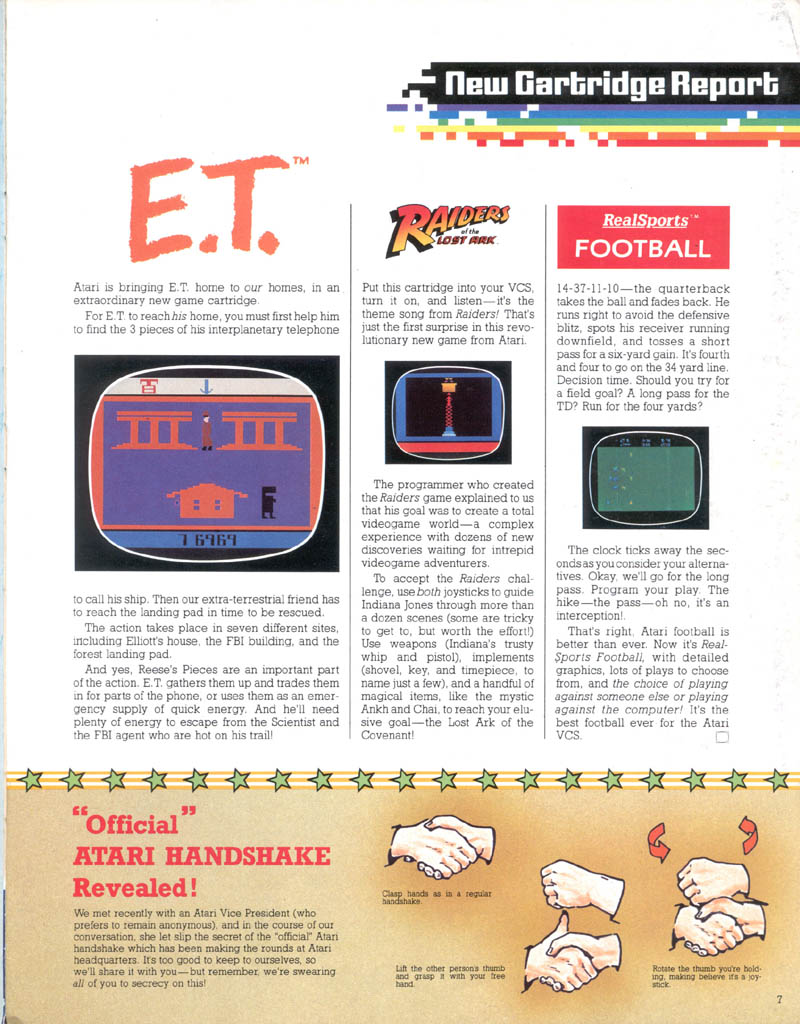 New Cartridge Report
E.T.™
Atari is bringing E.T. home to our homes, in an
extraordinary new game cartridge.
For E.T. to reach his home, you must first help him
to find the 3 pieces of his interplanetary telephone
76969
to call his ship. Then our extra-terrestrial friend has
to reach the landing pad in time to be rescued.
The action takes place in seven different sites,
including Elliott's house, the FBI building, and the
forest landing pad.
And yes, Reese's Pieces are an important part
of the action. E.T. gathers them up and trades them
in for parts of the phone, or uses them as an emer-
gency supply of quick energy. And he'll need
plenty of energy to escape from the Scientist and
the FBI agent who are hot on his trail!
RAIDERS
of the
LOST ARK
Put this cartridge into your VCS,
turn it on, and listen—it's the
theme song from Raiders! That's
just the first surprise in this revo-
lutionary new game from Atari.
The programmer who created
the Raiders game explained to us
that his goal was to create a total
videogame world—a complex
experience with dozens of new
discoveries waiting for intrepid
videogame adventurers.
To accept the Raiders chal-
lenge, use both joysticks to guide
Indiana Jones through more than
a dozen scenes (some are tricky
to get to, but worth the effort!)
Use weapons (Indiana's trusty
whip and pistol), implements
(shovel, key, and timepiece, to
name just a few), and a handful of
magical items, like the mystic
Ankh and Chai, to reach your elu-
sive goal—the Lost Ark of the
Covenant!
RealSports™
FOOTBALL
14-37-11-10—the quarterback
takes the ball and fades back. He
runs right to avoid the defensive
blitz, spots his receiver running
downfield, and tosses a short
pass for a six-yard gain. It's fourth
and four to go on the 34 yard line.
Decision time. Should you try for
a field goal? A long pass for the
TD? Run for the four yards?
The clock ticks away the sec-
onds as you consider your alterna-
tives. Okay, we'll go for the long
pass. Program your play. The
hike—the pass—oh no, it's an
interception!.
That's right, Atari football is
better than ever. Now it's Real-
Sports Football, with detailed
graphics, lots of plays to choose
from, and the choice of playing
against someone else or playing
against the computer! It's the
best football ever for the Atari
VCS.
"Official"
ATARI HANDSHAKE
Revealed!
We met recently with an Atari Vice President (who
prefers to remain anonymous), and in the course of our
conversation, she let slip the secret of the "official" Atari
handshake which has been making the rounds at Atari
headquarters. It's too good to keep to ourselves, so
we'll share it with you—but remember, we're swearing
all of you to secrecy on this!
Clasp hands as in a regular
handshake.
Lift the other person's thumb
and grasp it with your free
hand.
Rotate the thumb you're hold-
ing, making believe it's a joy-
stick.
7